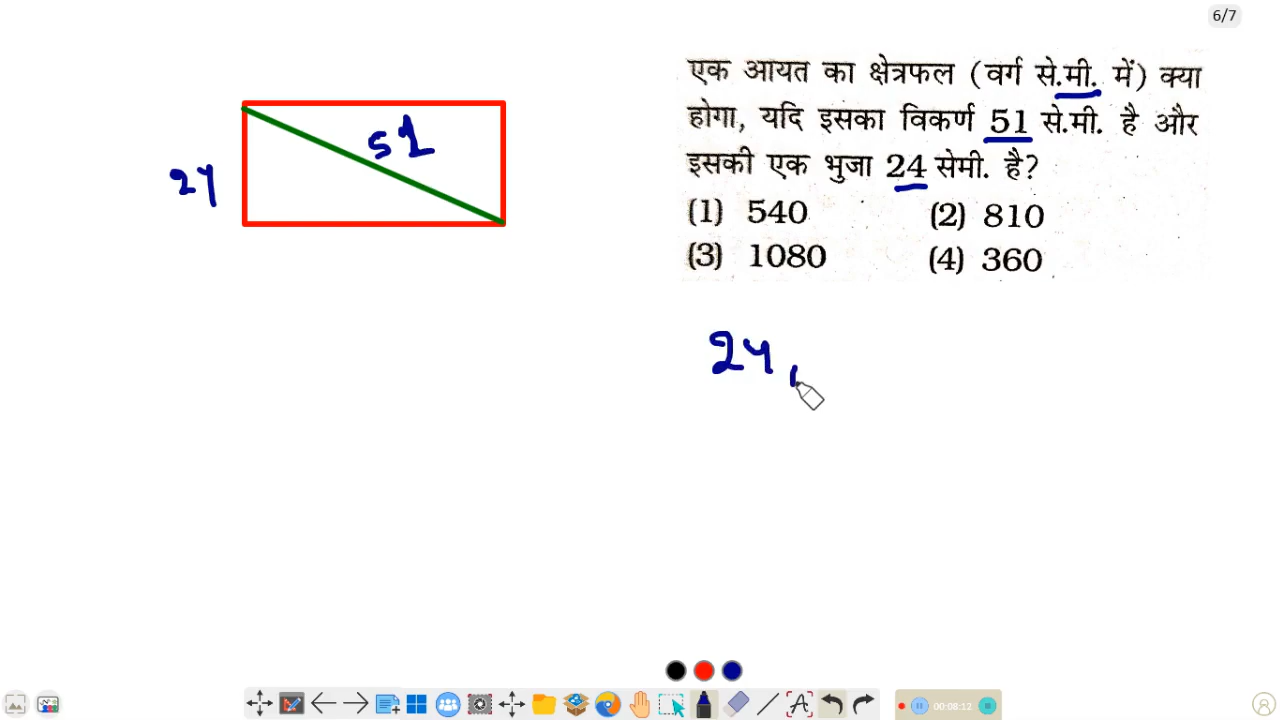 6/7
एक आयत का क्षेत्रफल (वर्ग से.मी. में) क्या
होगा, यदि इसका विकर्ण 51 से.मी. है और
इसकी एक भुजा 24 सेमी. है?
(1) 540 (2) 810
(3) 1080 (4) 360
51
24
24,
00:08:12